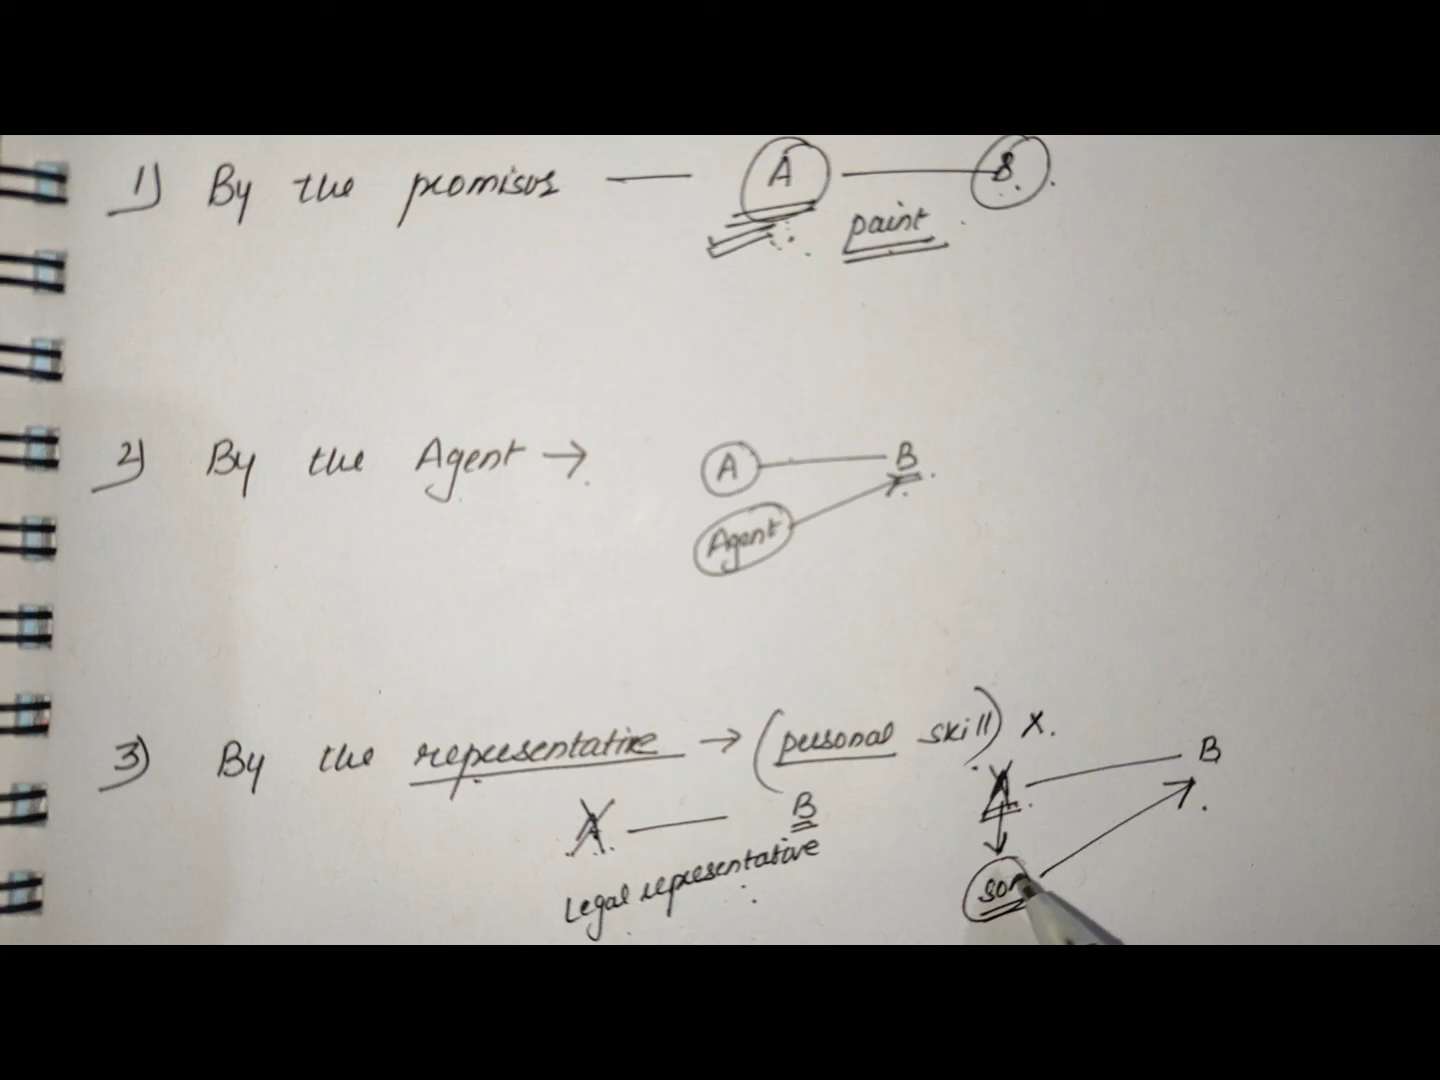 1) By the promisor — A — B
paint
2) By the Agent → A — B
Agent
3) By the representative → (personal skill) x.
A — B
A — B
Legal representative
son